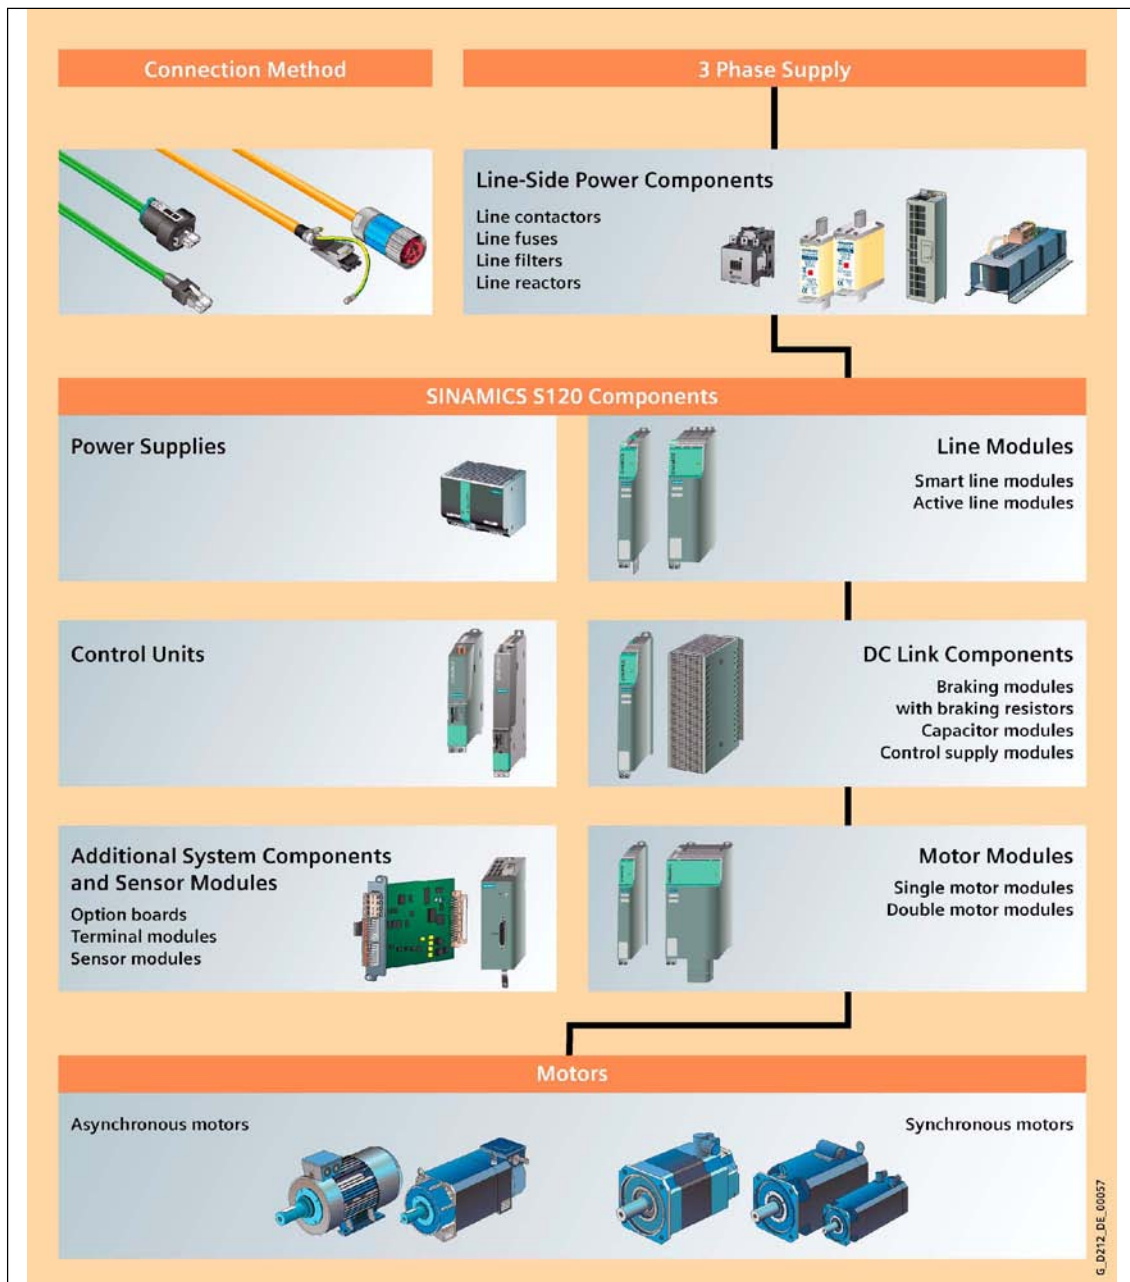 Connection Method
3 Phase Supply
Line-Side Power Components
Line contactors
Line fuses
Line filters
Line reactors
SINAMICS S120 Components
Power Supplies
Line Modules
Smart line modules
Active line modules
Control Units
DC Link Components
Braking modules
with braking resistors
Capacitor modules
Control supply modules
Additional System Components
and Sensor Modules
Option boards
Terminal modules
Sensor modules
Motor Modules
Single motor modules
Double motor modules
Motors
Asynchronous motors
Synchronous motors
G_D212_DE_00057